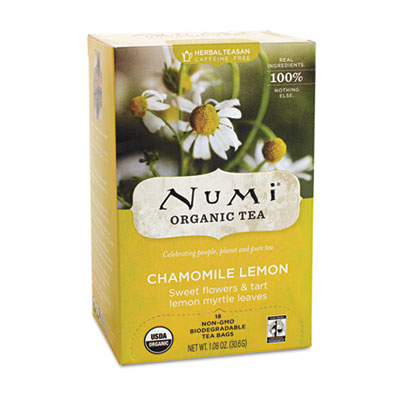 HERBAL TEASAN
CAFFEINE FREE
REAL
INGREDIENTS.
100%
NOTHING
ELSE.
NUMi
ORGANIC TEA
Celebrating people, planet and pure tea
CHAMOMILE LEMON
Sweet flowers & tart
lemon myrtle leaves
18
NON-GMO
BIODEGRADABLE
TEA BAGS
NET WT. 1.08 OZ. (30.6G)
USDA
ORGANIC